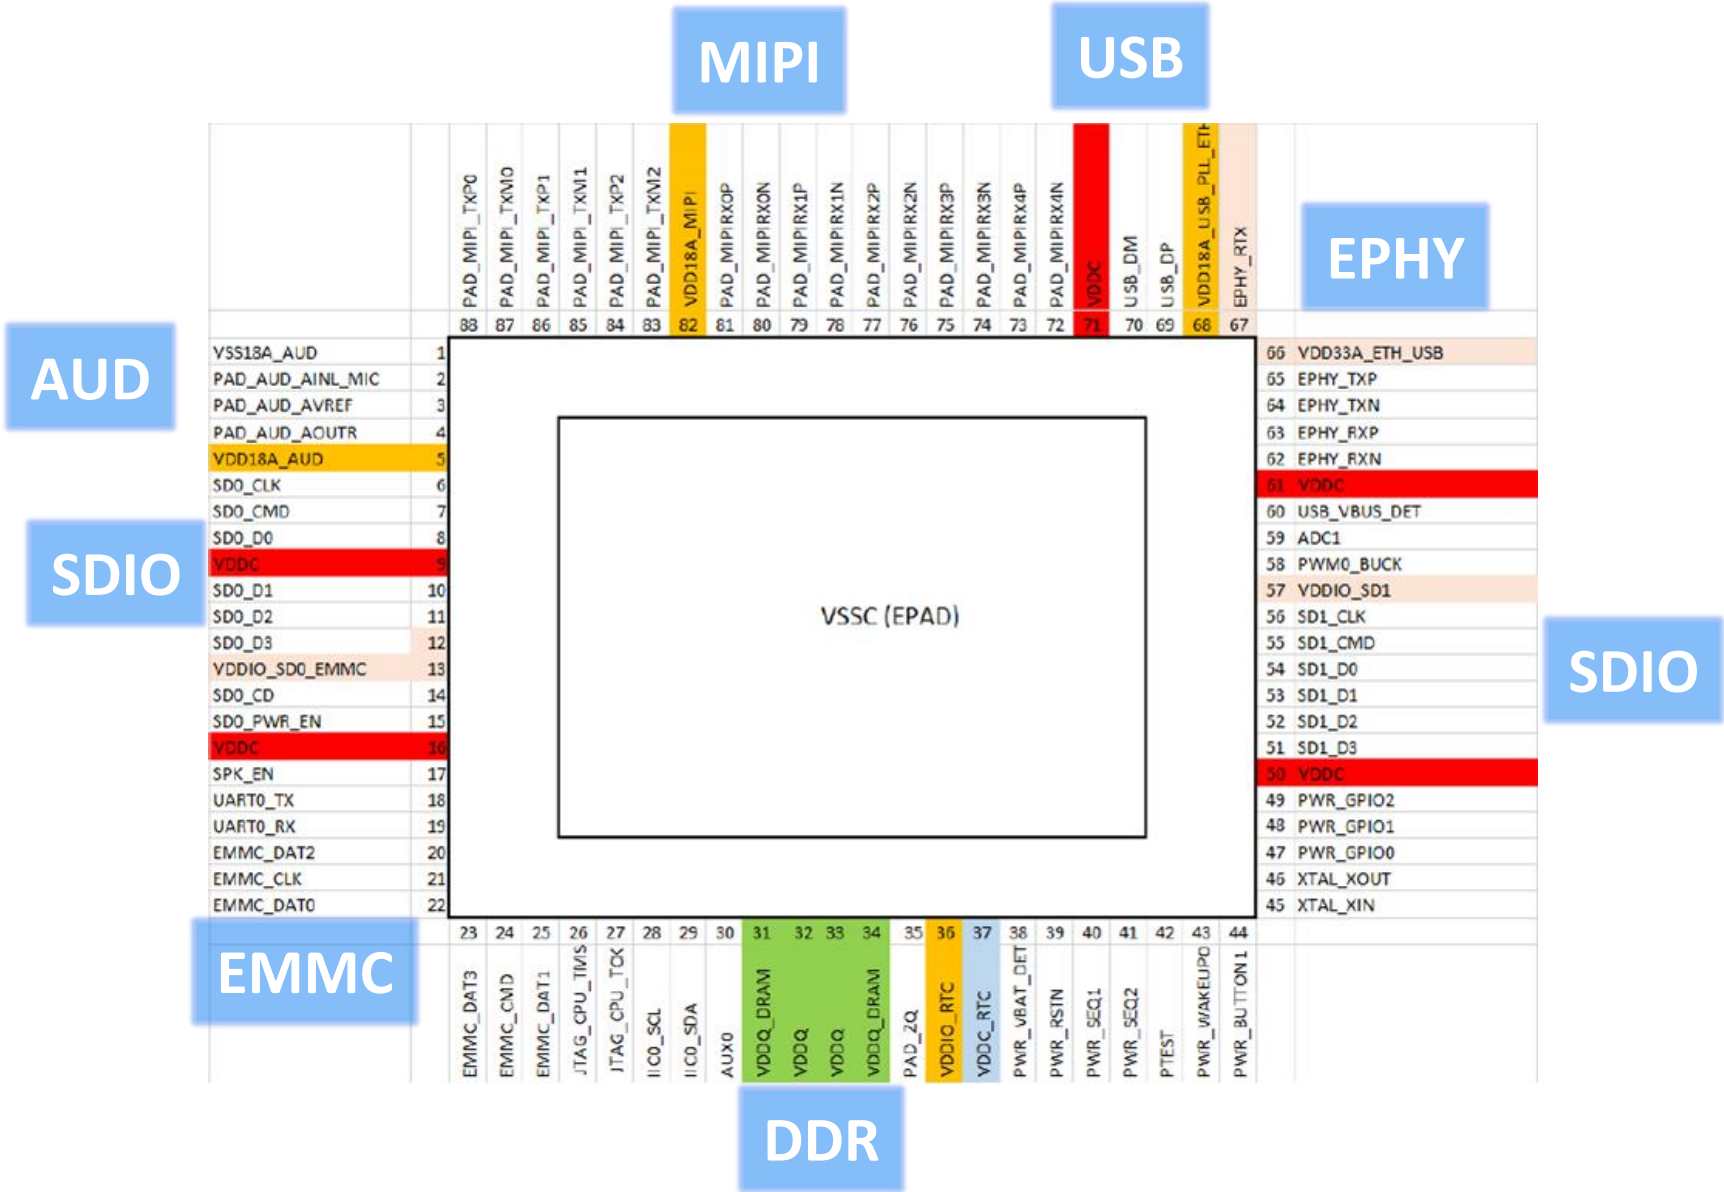 MIPI
USB
PAD_MIPI_TXP0
PAD_MIPI_TXM0
PAD_MIPI_TXP1
PAD_MIPI_TXM1
PAD_MIPI_TXP2
PAD_MIPI_TXM2
VDD18A_MIPI
PAD_MIPIRX0P
PAD_MIPIRX0N
PAD_MIPIRX1P
PAD_MIPIRX1N
PAD_MIPIRX2P
PAD_MIPIRX2N
PAD_MIPIRX3P
PAD_MIPIRX3N
PAD_MIPIRX4P
PAD_MIPIRX4N
VDDC
USB_DM
USB_DP
VDD18A_USB_PLL_ETH
EPHY_RTX
EPHY
88 87 86 85 84 83 82 81 80 79 78 77 76 75 74 73 72 71 70 69 68 67
AUD
SDIO
VSS18A_AUD 1
PAD_AUD_AINL_MIC 2
PAD_AUD_AVREF 3
PAD_AUD_AOUTR 4
VDD18A_AUD 5
SD0_CLK 6
SD0_CMD 7
SD0_D0 8
VDDC 9
SD0_D1 10
SD0_D2 11
SD0_D3 12
VDDIO_SD0_EMMC 13
SD0_CD 14
SD0_PWR_EN 15
VDDC 16
SPK_EN 17
UART0_TX 18
UART0_RX 19
EMMC_DAT2 20
EMMC_CLK 21
EMMC_DAT0 22
VSSC (EPAD)
66 VDD33A_ETH_USB
65 EPHY_TXP
64 EPHY_TXN
63 EPHY_RXP
62 EPHY_RXN
61 VDDC
60 USB_VBUS_DET
59 ADC1
58 PWM0_BUCK
57 VDDIO_SD1
56 SD1_CLK
55 SD1_CMD
54 SD1_D0
53 SD1_D1
52 SD1_D2
51 SD1_D3
50 VDDC
49 PWR_GPIO2
48 PWR_GPIO1
47 PWR_GPIO0
46 XTAL_XOUT
45 XTAL_XIN
SDIO
EMMC
23 24 25 26 27 28 29 30 31 32 33 34 35 36 37 38 39 40 41 42 43 44
EMMC_DAT3
EMMC_CMD
EMMC_DAT1
JTAG_CPU_TMS
JTAG_CPU_TCK
IIC0_SCL
IIC0_SDA
AUX0
VDDQ_DRAM
VDDQ
VDDQ
VDDQ_DRAM
PAD_ZQ
VDDIO_RTC
VDDC_RTC
PWR_VBAT_DET
PWR_RSTN
PWR_SEQ1
PWR_SEQ2
PTEST
PWR_WAKEUP0
PWR_BUTTON1
DDR